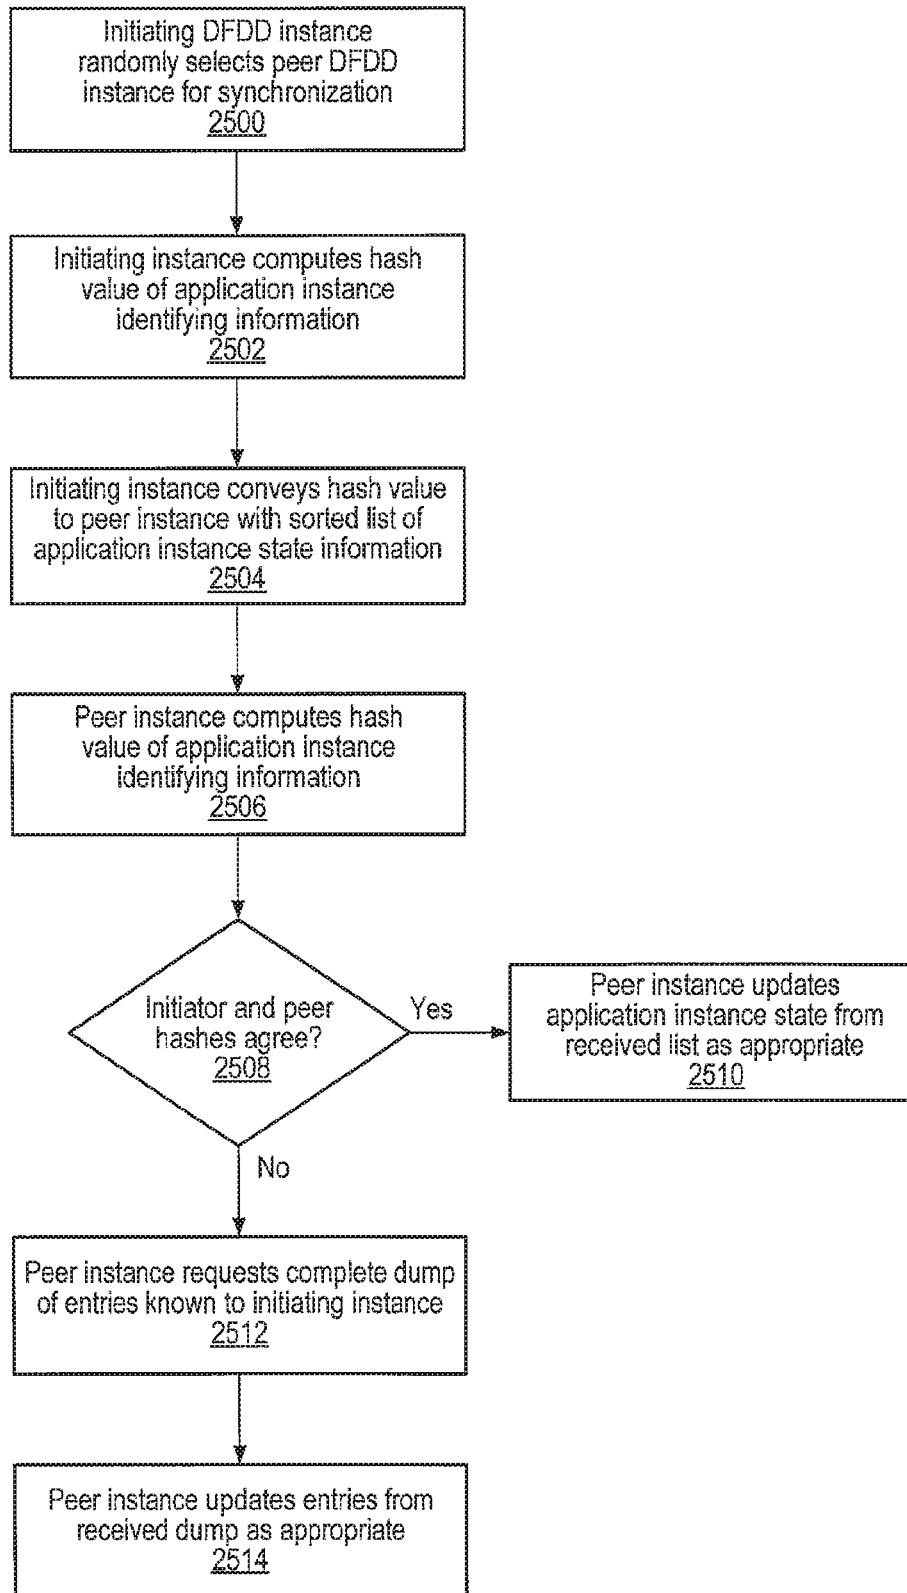 Initiating DFDD instance
randomly selects peer DFDD
instance for synchronization
2500
Initiating instance computes hash
value of application instance
identifying information
2502
Initiating instance conveys hash value
to peer instance with sorted list of
application instance state information
2504
Peer instance computes hash
value of application instance
identifying information
2506
Initiator and peer
hashes agree?
2508
Yes
Peer instance updates
application instance state from
received list as appropriate
2510
No
Peer instance requests complete dump
of entries known to initiating instance
2512
Peer instance updates entries from
received dump as appropriate
2514